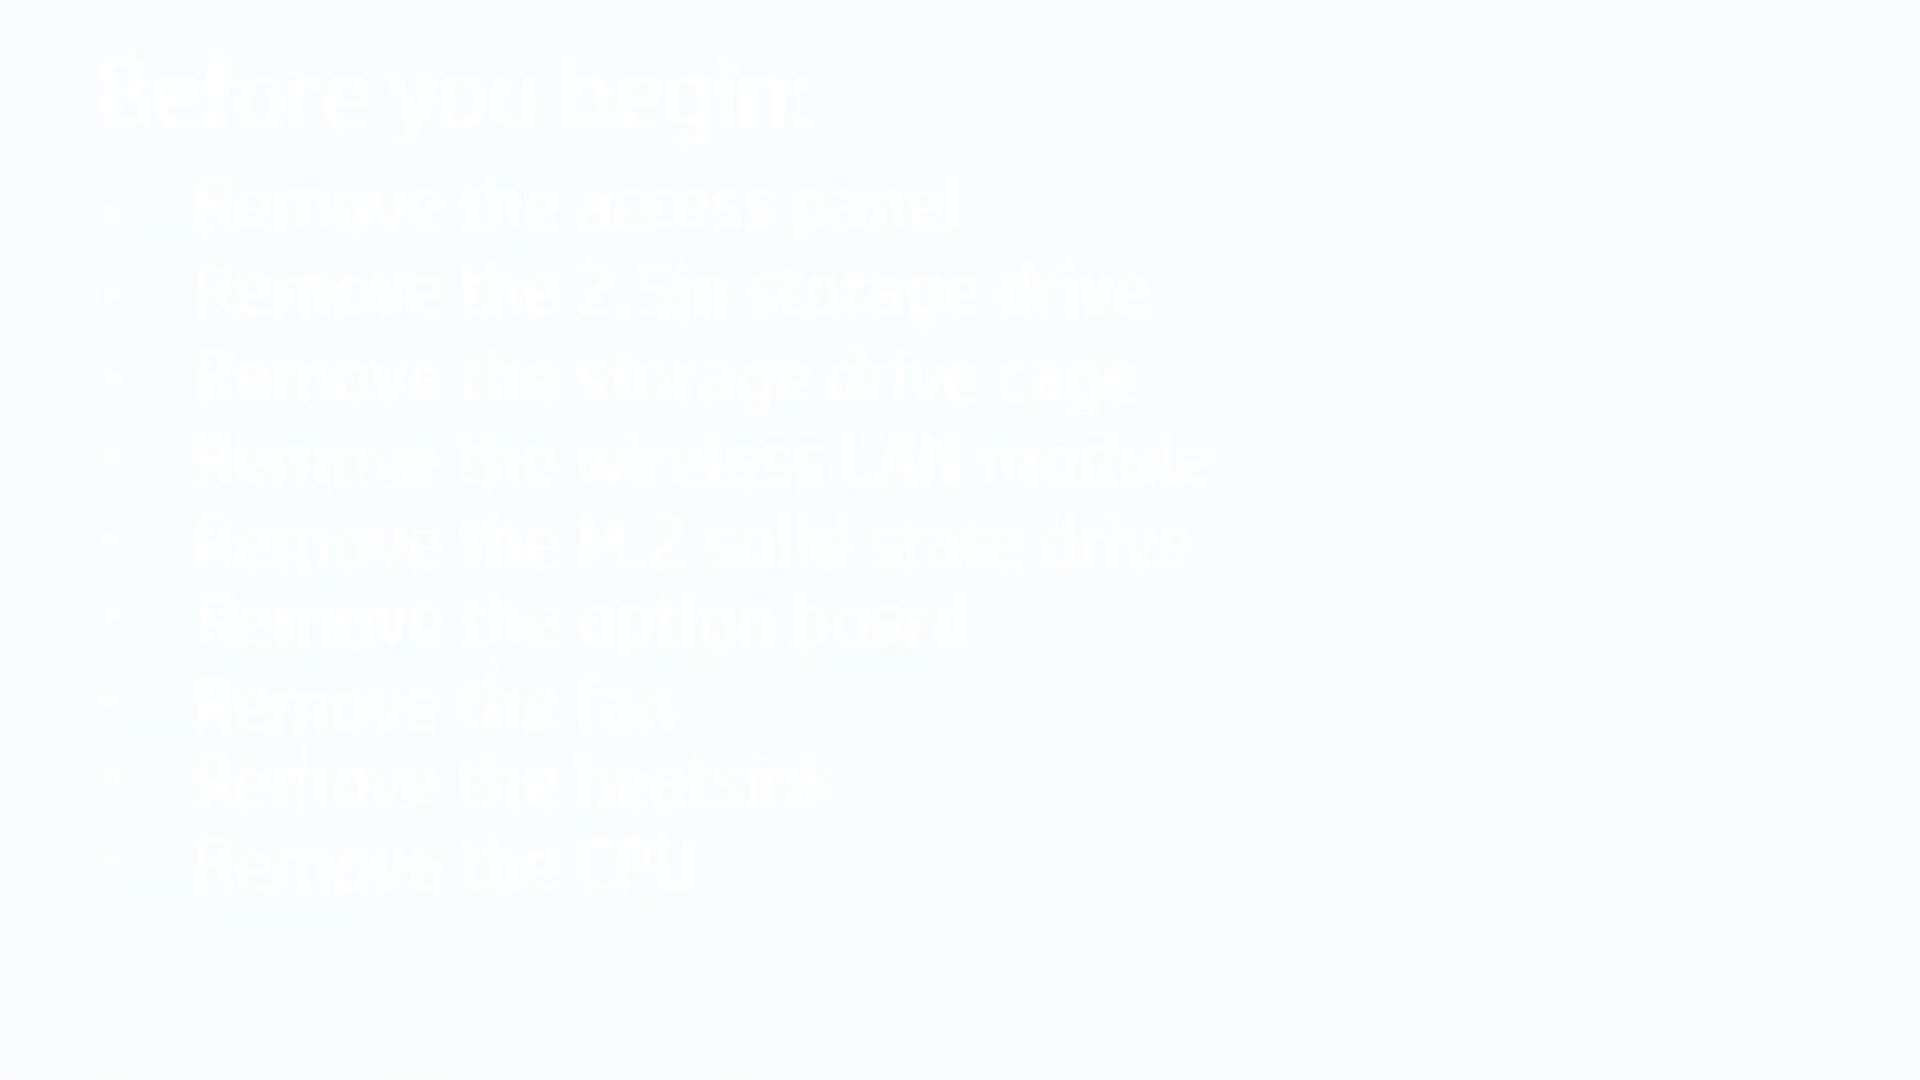 Before you begin:
• Remove the access panel
• Remove the 2.5in storage drive
• Remove the storage drive cage
• Remove the wireless LAN module
• Remove the M.2 solid state drive
• Remove the option board
• Remove the fan
• Remove the heatsink
• Remove the CPU